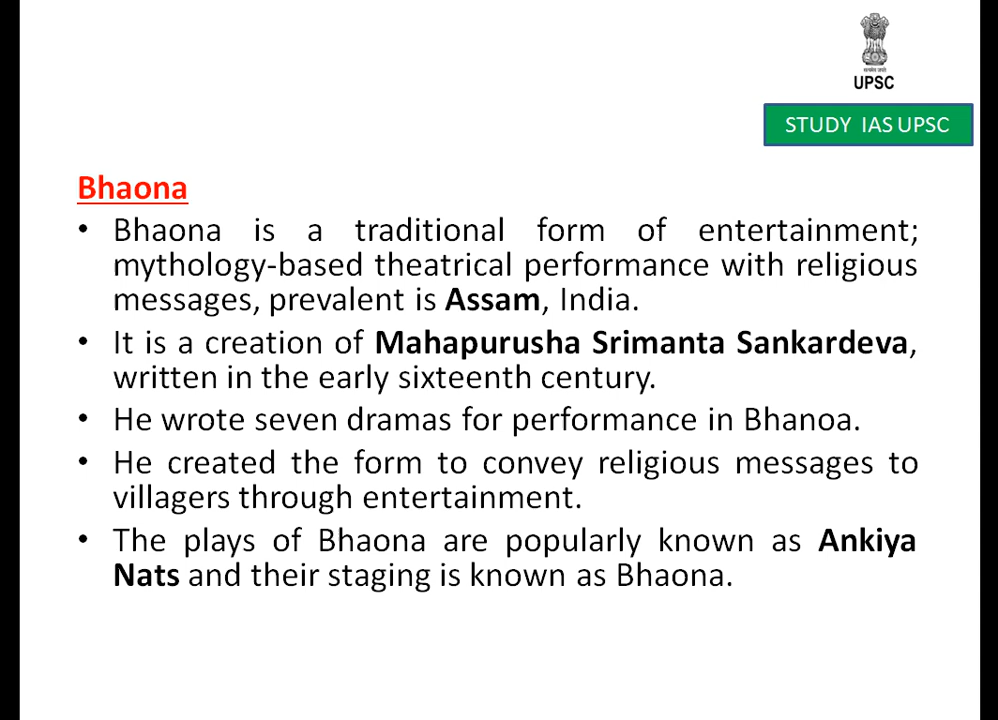 UPSC
STUDY IAS UPSC
Bhaona
• Bhaona is a traditional form of entertainment;
mythology-based theatrical performance with religious
messages, prevalent is Assam, India.
• It is a creation of Mahapurusha Srimanta Sankardeva,
written in the early sixteenth century.
• He wrote seven dramas for performance in Bhanoa.
• He created the form to convey religious messages to
villagers through entertainment.
• The plays of Bhaona are popularly known as Ankiya
Nats and their staging is known as Bhaona.